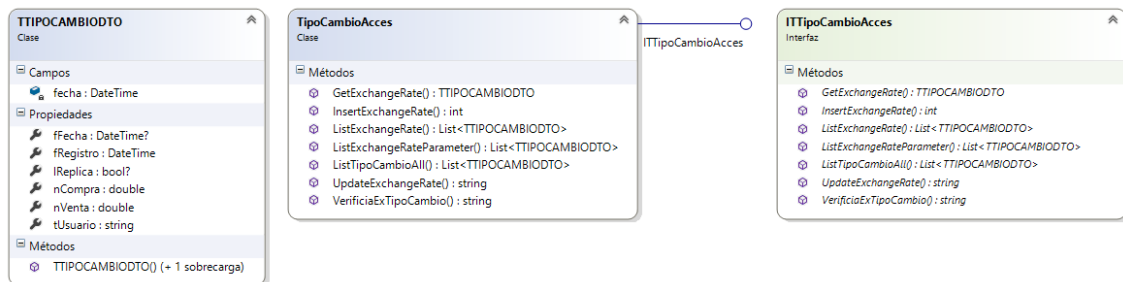 TTIPOCAMBIODTO
Clase
Campos
fecha : DateTime
Propiedades
fFecha : DateTime?
fRegistro : DateTime
lReplica : bool?
nCompra : double
nVenta : double
tUsuario : string
Métodos
TTIPOCAMBIODTO() (+ 1 sobrecarga)
TipoCambioAcces
Clase
Métodos
GetExchangeRate() : TTIPOCAMBIODTO
InsertExchangeRate() : int
ListExchangeRate() : List<TTIPOCAMBIODTO>
ListExchangeRateParameter() : List<TTIPOCAMBIODTO>
ListTipoCambioAll() : List<TTIPOCAMBIODTO>
UpdateExchangeRate() : string
VerificiaExTipoCambio() : string
ITTipoCambioAcces
ITTipoCambioAcces
Interfaz
Métodos
GetExchangeRate() : TTIPOCAMBIODTO
InsertExchangeRate() : int
ListExchangeRate() : List<TTIPOCAMBIODTO>
ListExchangeRateParameter() : List<TTIPOCAMBIODTO>
ListTipoCambioAll() : List<TTIPOCAMBIODTO>
UpdateExchangeRate() : string
VerificiaExTipoCambio() : string